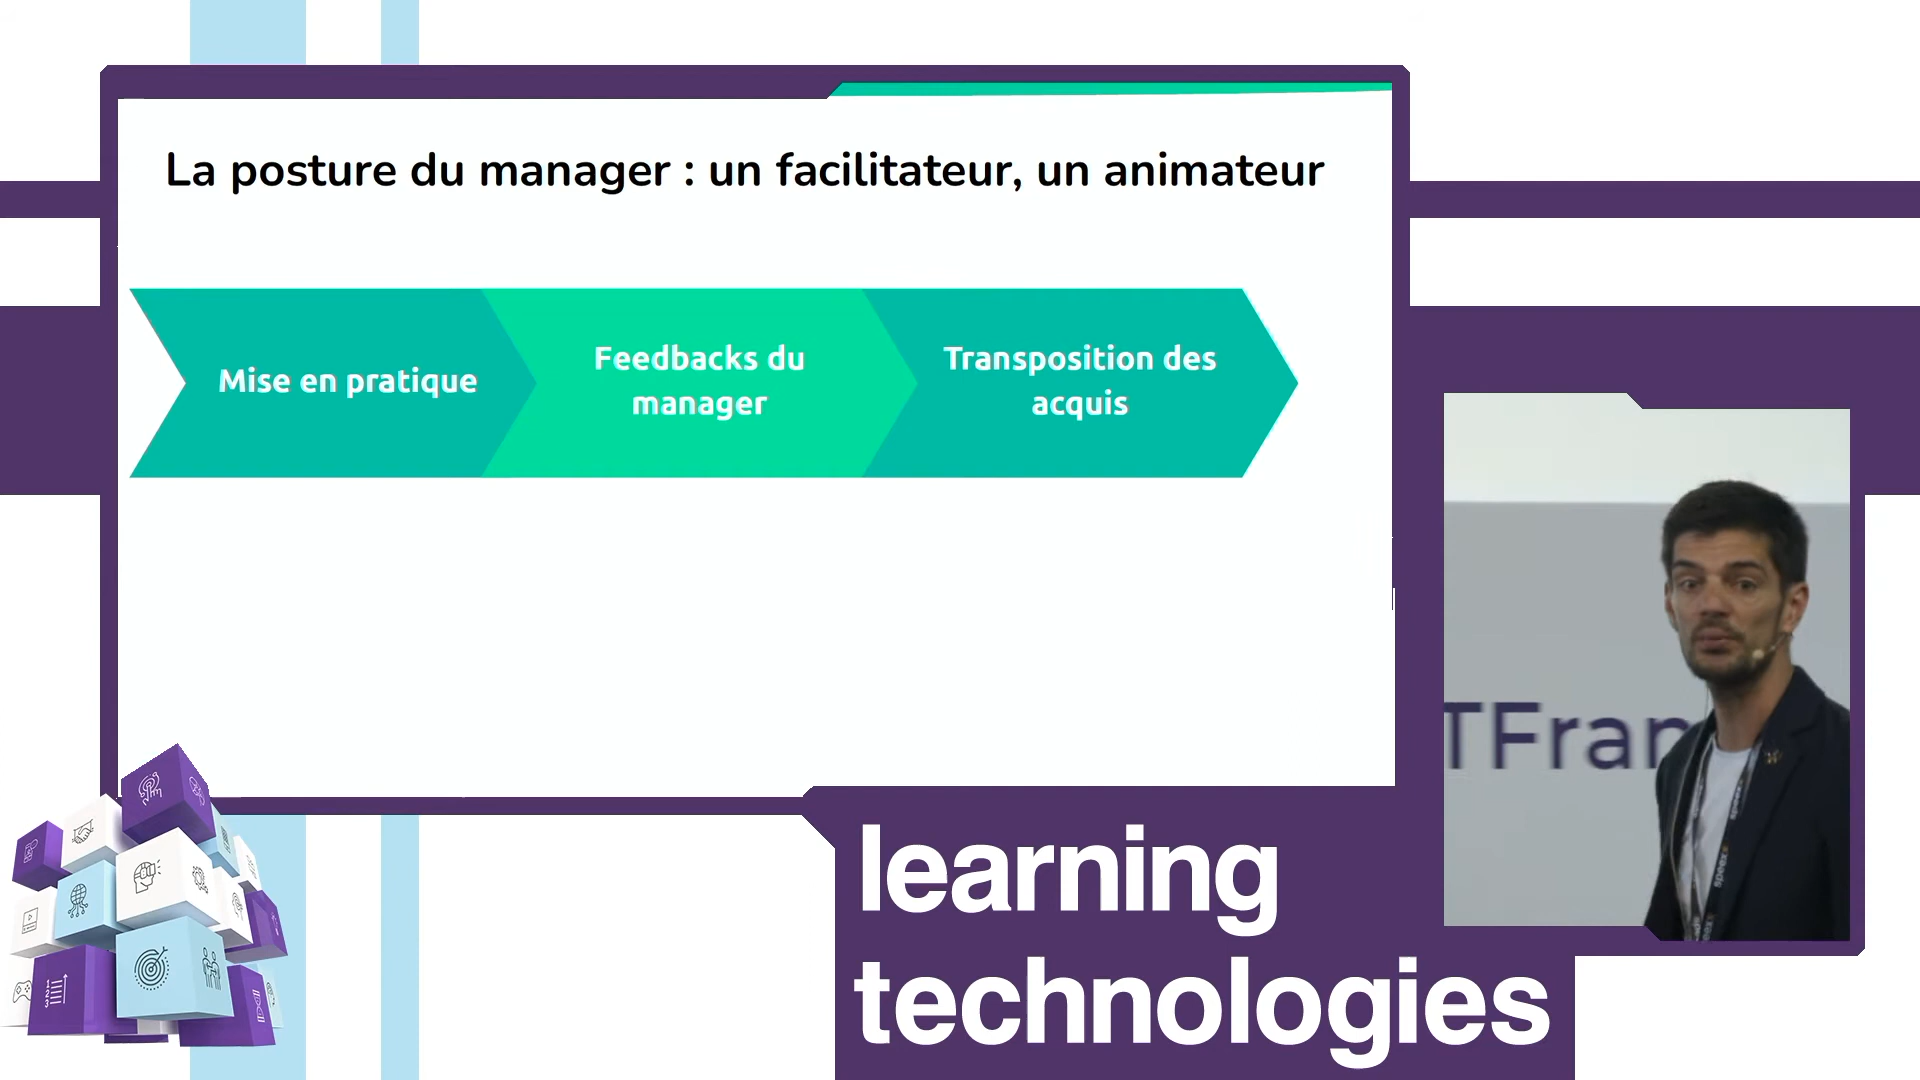 La posture du manager : un facilitateur, un animateur
Mise en pratique
Feedbacks du
manager
Transposition des
acquis
TFran
speex
learning
technologies